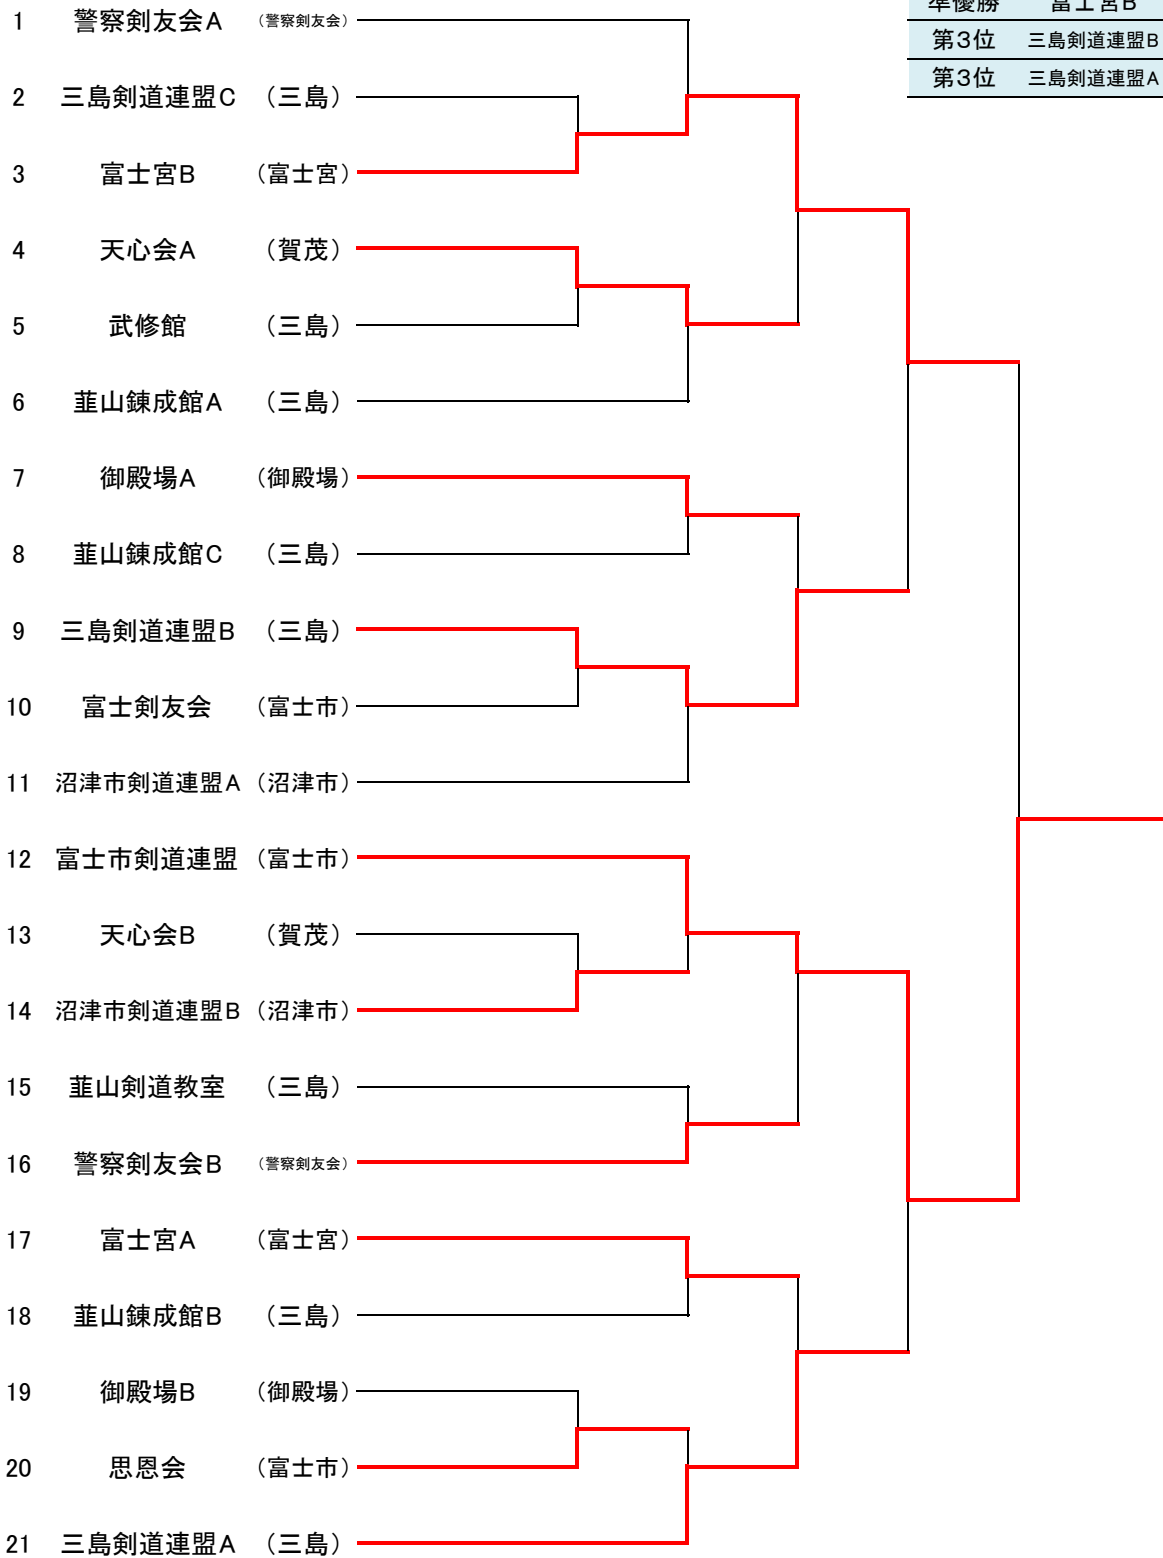 準優勝 富士宮B
第3位 三島剣道連盟B
第3位 三島剣道連盟A
1 警察剣友会A （警察剣友会）
2 三島剣道連盟C （三島）
3 富士宮B （富士宮）
4 天心会A （賀茂）
5 武修館 （三島）
6 韮山錬成館A （三島）
7 御殿場A （御殿場）
8 韮山錬成館C （三島）
9 三島剣道連盟B （三島）
10 富士剣友会 （富士市）
11 沼津市剣道連盟A （沼津市）
12 富士市剣道連盟 （富士市）
13 天心会B （賀茂）
14 沼津市剣道連盟B （沼津市）
15 韮山剣道教室 （三島）
16 警察剣友会B （警察剣友会）
17 富士宮A （富士宮）
18 韮山錬成館B （三島）
19 御殿場B （御殿場）
20 思恩会 （富士市）
21 三島剣道連盟A （三島）